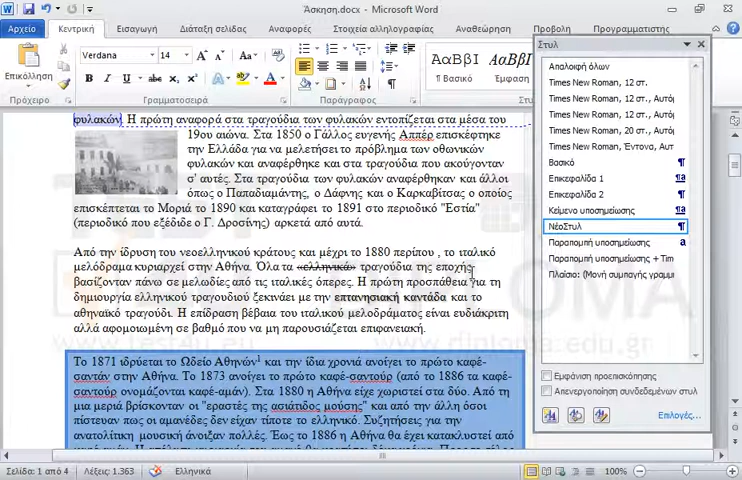 Άσκηση.docx - Microsoft Word
Αρχείο Κεντρική Εισαγωγή Διάταξη σελίδας Αναφορές Στοιχεία αλληλογραφίας Αναθεώρηση Προβολή Προγραμματιστής
Επικόλληση
Verdana 14
AaBbΓ AaBbΓ
¶ Βασικό Έμφαση
Πρόχειρο Γραμματοσειρά Παράγραφος
φυλακών. Η πρώτη αναφορά στα τραγούδια των φυλακών εντοπίζεται στα μέσα του
19ου αιώνα. Στα 1850 ο Γάλλος ευγενής Αππέρ επισκέφτηκε
την Ελλάδα για να μελετήσει το πρόβλημα των οθωνικών
φυλακών και αναφέρθηκε και στα τραγούδια που ακούγονταν
σ' αυτές. Στα τραγούδια των φυλακών αναφέρθηκαν και άλλοι
όπως ο Παπαδιαμάντης, ο Δάφνης και ο Καρκαβίτσας ο οποίος
επισκέπτεται το Μοριά το 1890 και καταγράφει το 1891 στο περιοδικό "Εστία"
(περιοδικό που εξέδιδε ο Γ. Δροσίνης) αρκετά από αυτά.
Από την ίδρυση του νεοελληνικού κράτους και μέχρι το 1880 περίπου , το ιταλικό
μελόδραμα κυριαρχεί στην Αθήνα. Όλα τα «ελληνικά» τραγούδια της εποχής
βασίζονταν πάνω σε μελωδίες από τις ιταλικές όπερες. Η πρώτη προσπάθεια για τη
δημιουργία ελληνικού τραγουδιού ξεκινάει με την επτανησιακή καντάδα και το
αθηναϊκό τραγούδι. Η επίδραση βέβαια του ιταλικού μελοδράματος είναι ευδιάκριτη
αλλά αφομοιωμένη σε βαθμό που να μη παρουσιάζεται επιφανειακή.
Το 1871 ιδρύεται το Ωδείο Αθηνών1 και την ίδια χρονιά ανοίγει το πρώτο καφέ-
σαντάν στην Αθήνα. Το 1873 ανοίγει το πρώτο καφέ-σαντούρ (από το 1886 τα καφέ-
σαντούρ ονομάζονται καφέ-αμάν). Στα 1880 η Αθήνα είχε χωριστεί στα δύο. Από τη
μια μεριά βρίσκονταν οι "εραστές της ασιάτιδος μούσης" και από την άλλη όσοι
πίστευαν πως οι αμανέδες δεν είχαν τίποτε το ελληνικό. Συζητήσεις για την
ανατολίτικη μουσική άνοιξαν πολλές. Έως το 1886 η Αθήνα θα έχει κατακλυστεί από
Στυλ
Απαλοιφή όλων
Times New Roman, 12 στ.
Times New Roman, 12 στ., Αυτόμ
Times New Roman, 20 στ., Αυτόμ
Times New Roman, Έντονα, Αυτ
Βασικό ¶
Επικεφαλίδα 1 ¶a
Επικεφαλίδα 2 ¶
Κείμενο υποσημείωσης ¶a
ΝέοΣτυλ ¶
Παραπομπή υποσημείωσης a
Παραπομπή υποσημείωσης + Tim
Πλαίσιο: (Μονή συμπαγής γραμμ
Εμφάνιση προεπισκόπησης
Απενεργοποίηση συνδεδεμένων στυλ
Επιλογές...
Σελίδα: 1 από 4 Λέξεις: 1.363 Ελληνικά 100%